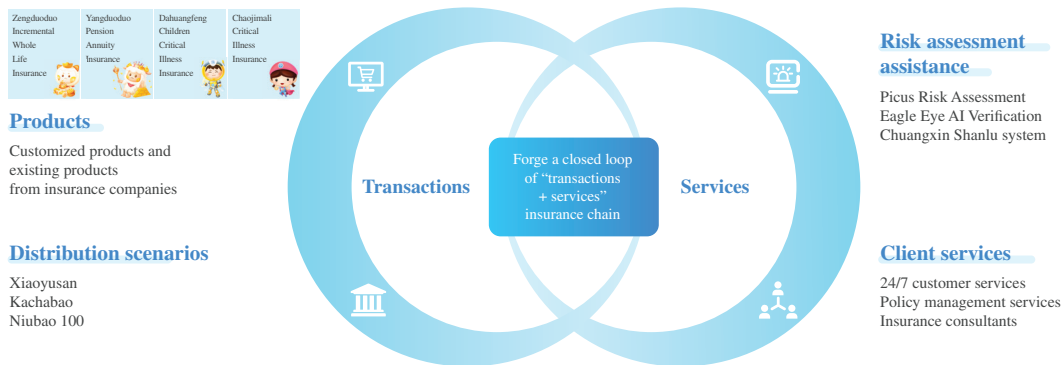 Zengduoduo
Incremental
Whole
Life
Insurance
Yangduoduo
Pension
Annuity
Insurance
Dahuangfeng
Children
Critical
Illness
Insurance
Chaojimali
Critical
Illness
Insurance
Products
Customized products and
existing products
from insurance companies
Distribution scenarios
Xiaoyusan
Kachabao
Niubao 100
Transactions
Forge a closed loop
of “transactions
+ services”
insurance chain
Services
Risk assessment
assistance
Picus Risk Assessment
Eagle Eye AI Verification
Chuangxin Shanlu system
Client services
24/7 customer services
Policy management services
Insurance consultants